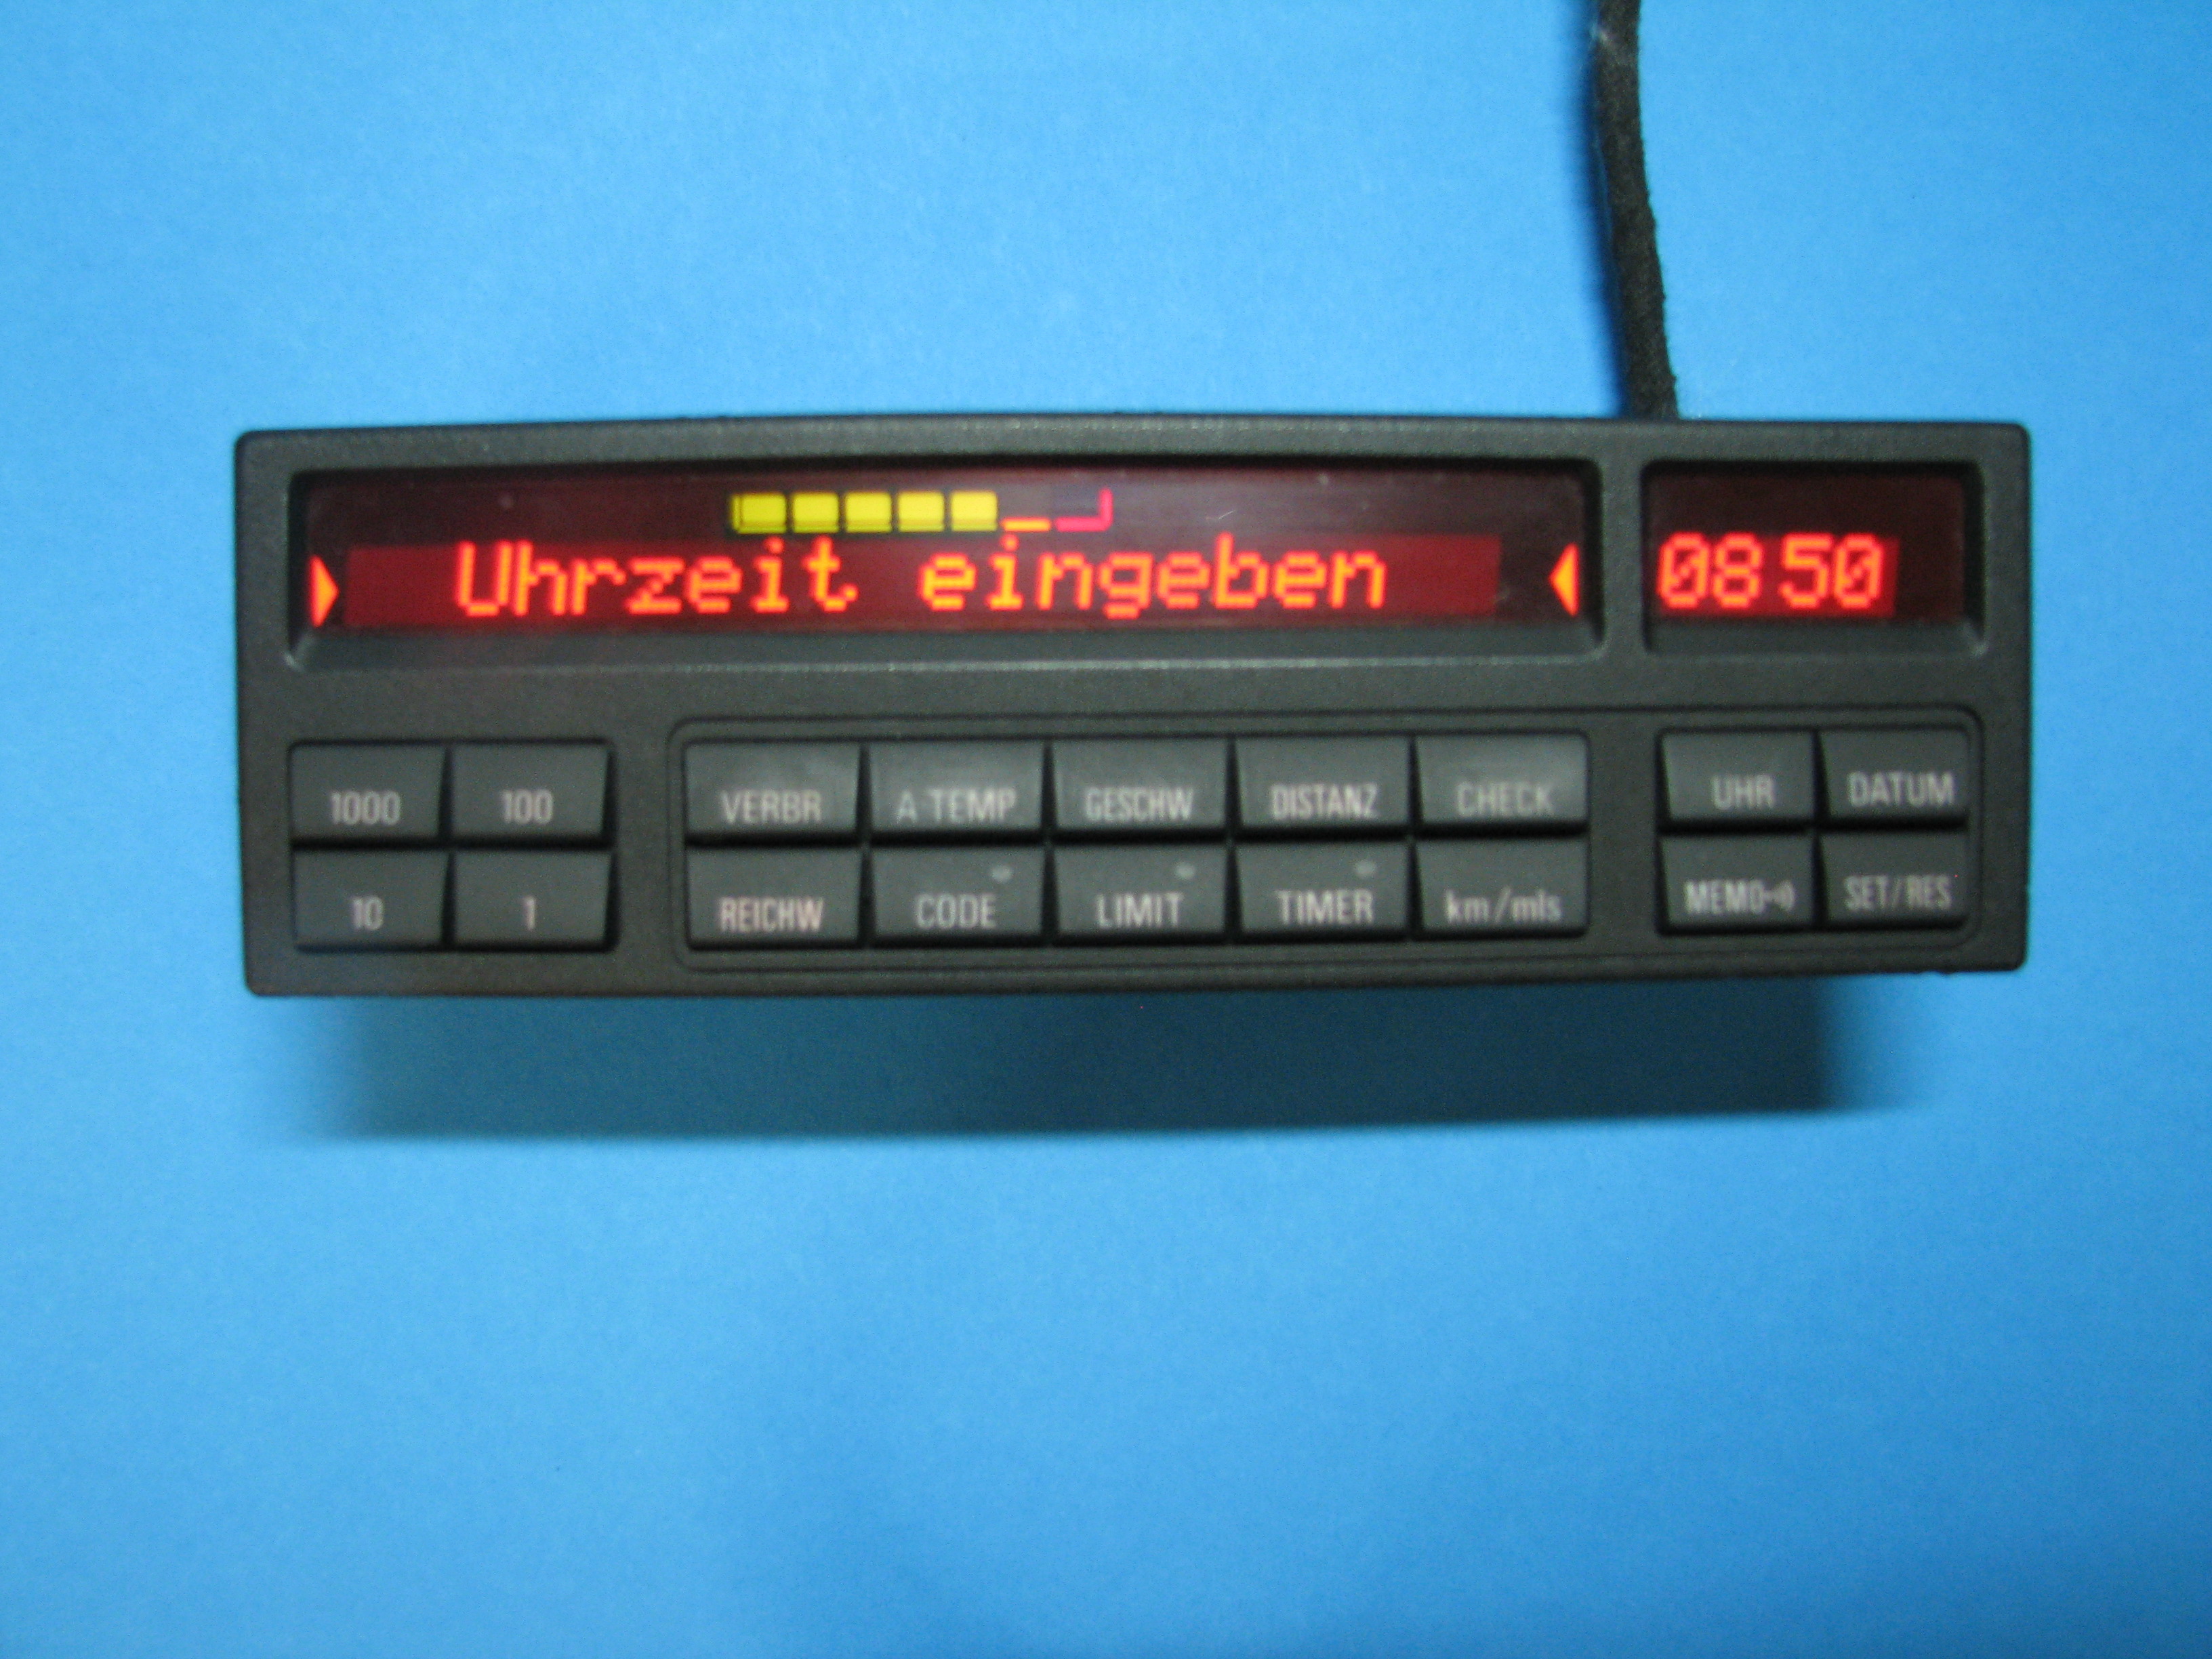 Uhrzeit eingeben 08 50
1000 100 VERBR A TEMP GESCHW DISTANZ CHECK UHR DATUM
10 1 REICHW CODE LIMIT TIMER km/mls MEMO SET/RES